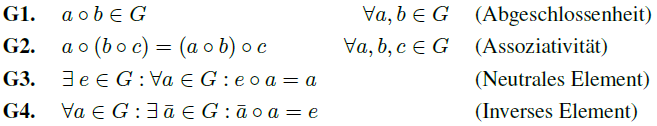 G1. a ∘ b ∈ G ∀a, b ∈ G (Abgeschlossenheit)
G2. a ∘ (b ∘ c) = (a ∘ b) ∘ c ∀a, b, c ∈ G (Assoziativität)
G3. ∃ e ∈ G : ∀a ∈ G : e ∘ a = a (Neutrales Element)
G4. ∀a ∈ G : ∃ ā ∈ G : ā ∘ a = e (Inverses Element)